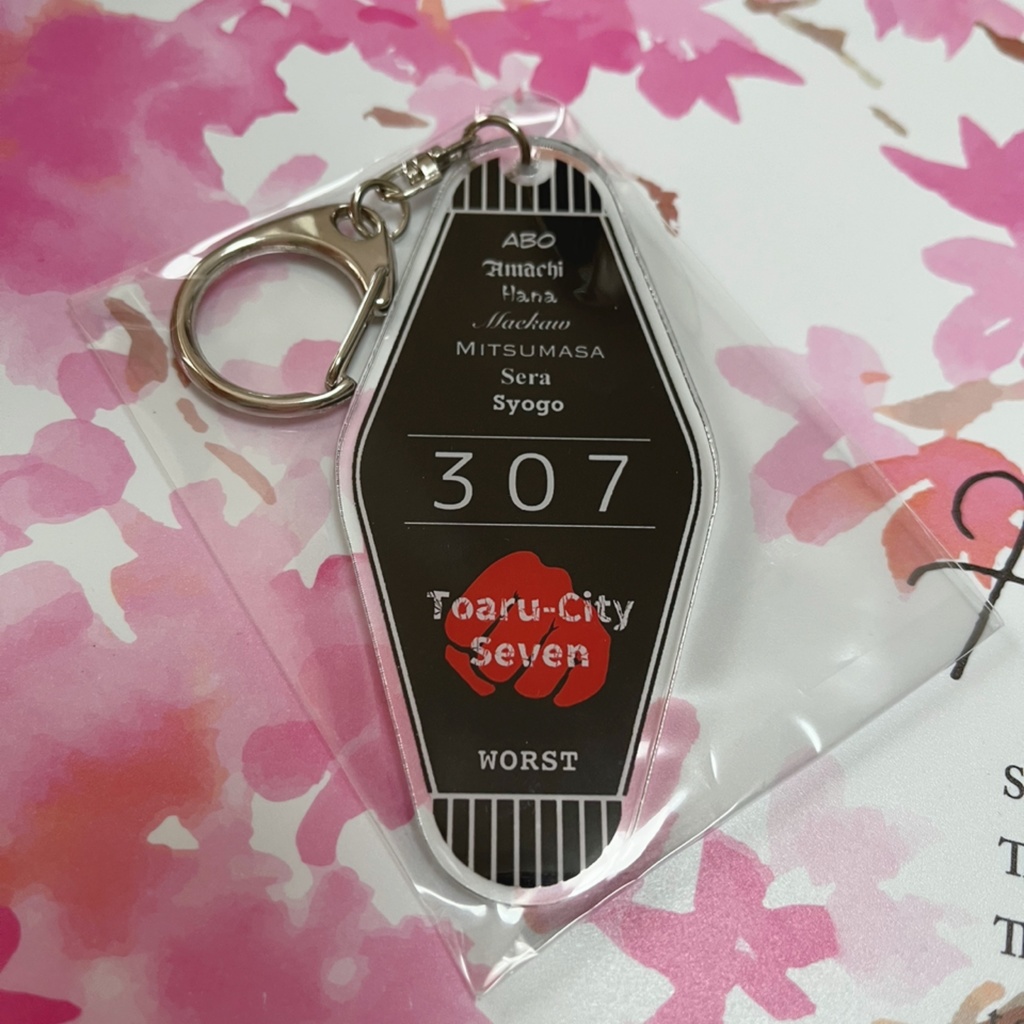 ABO
Amachi
Hana
Mackaw
MITSUMASA
Sera
Syogo
307
Toaru-City
Seven
WORST